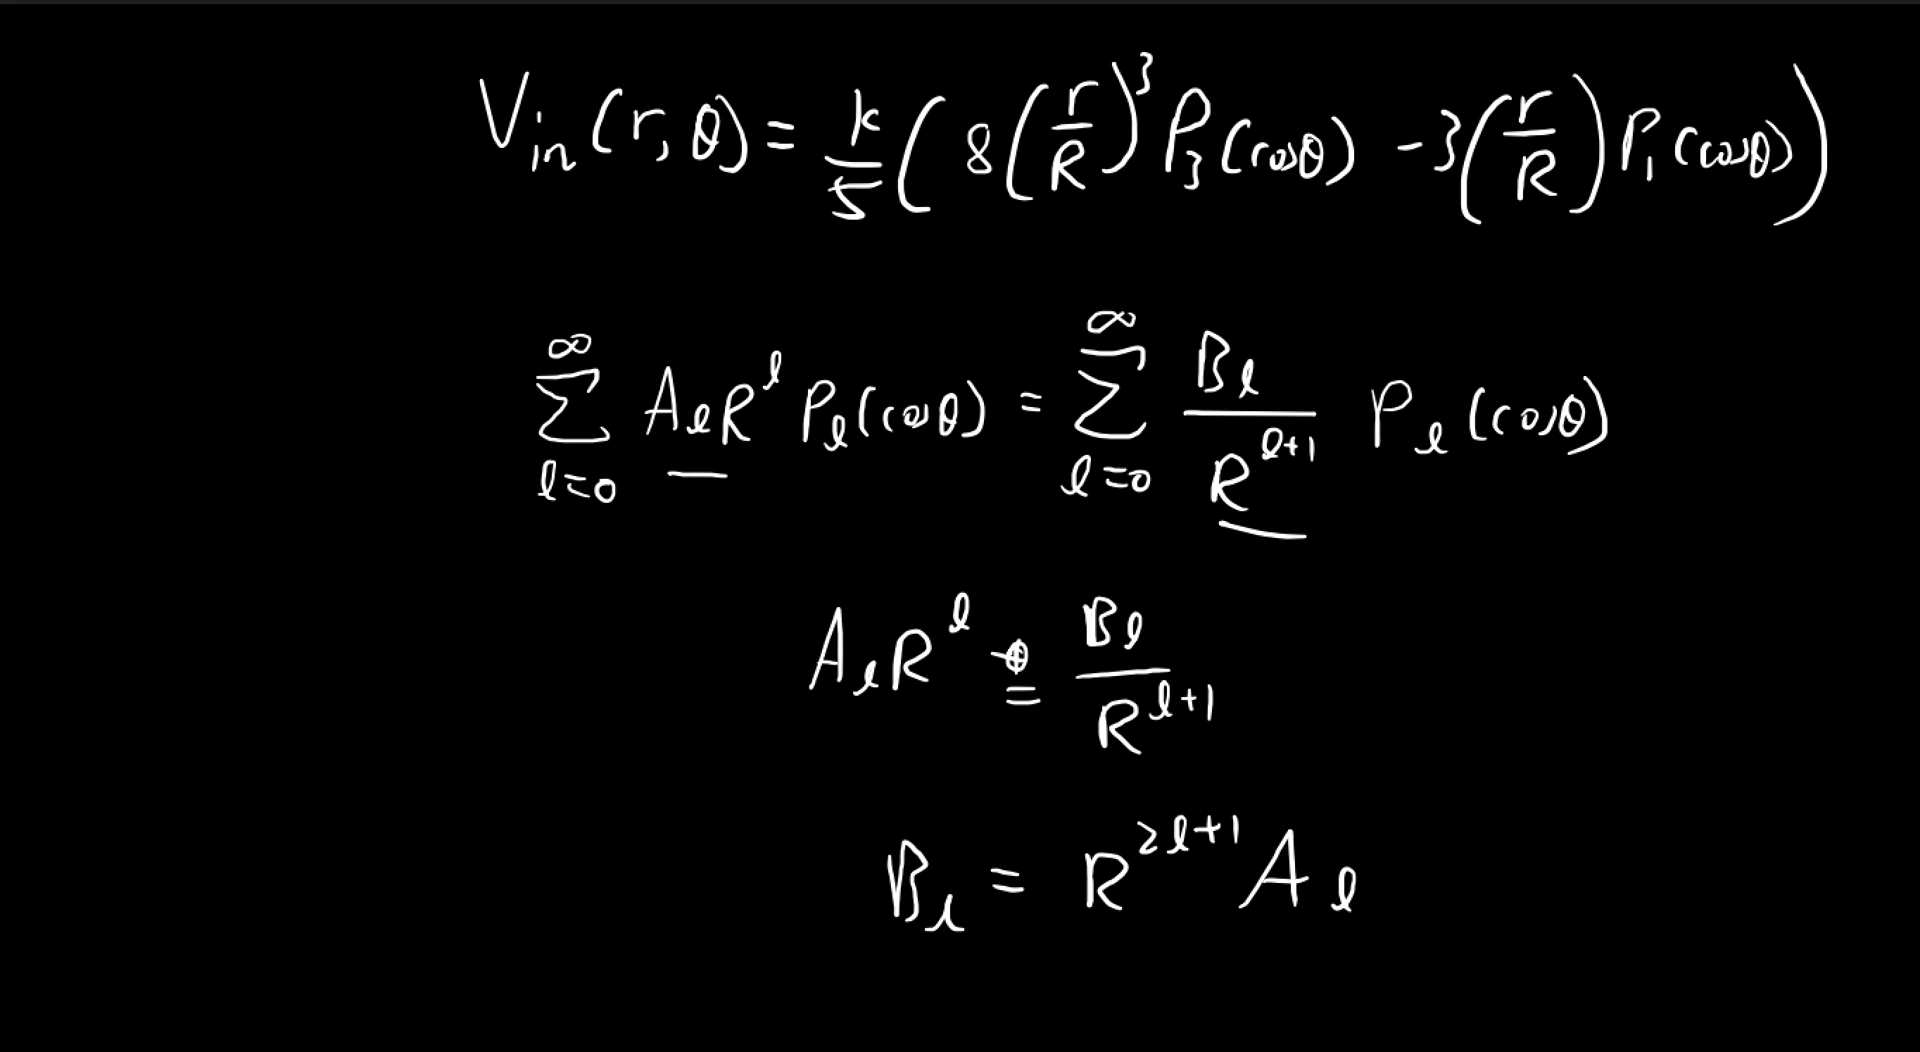 V_in(r, θ) = k/5 ( 8 (r/R)^3 P_3(cosθ) - 3 (r/R) P_1(cosθ) )
∑_{l=0}^{∞} A_l R^l P_l(cosθ) = ∑_{l=0}^{∞} B_l / R^{l+1} P_l(cosθ)
A_l R^l = B_l / R^{l+1}
B_l = R^{2l+1} A_l